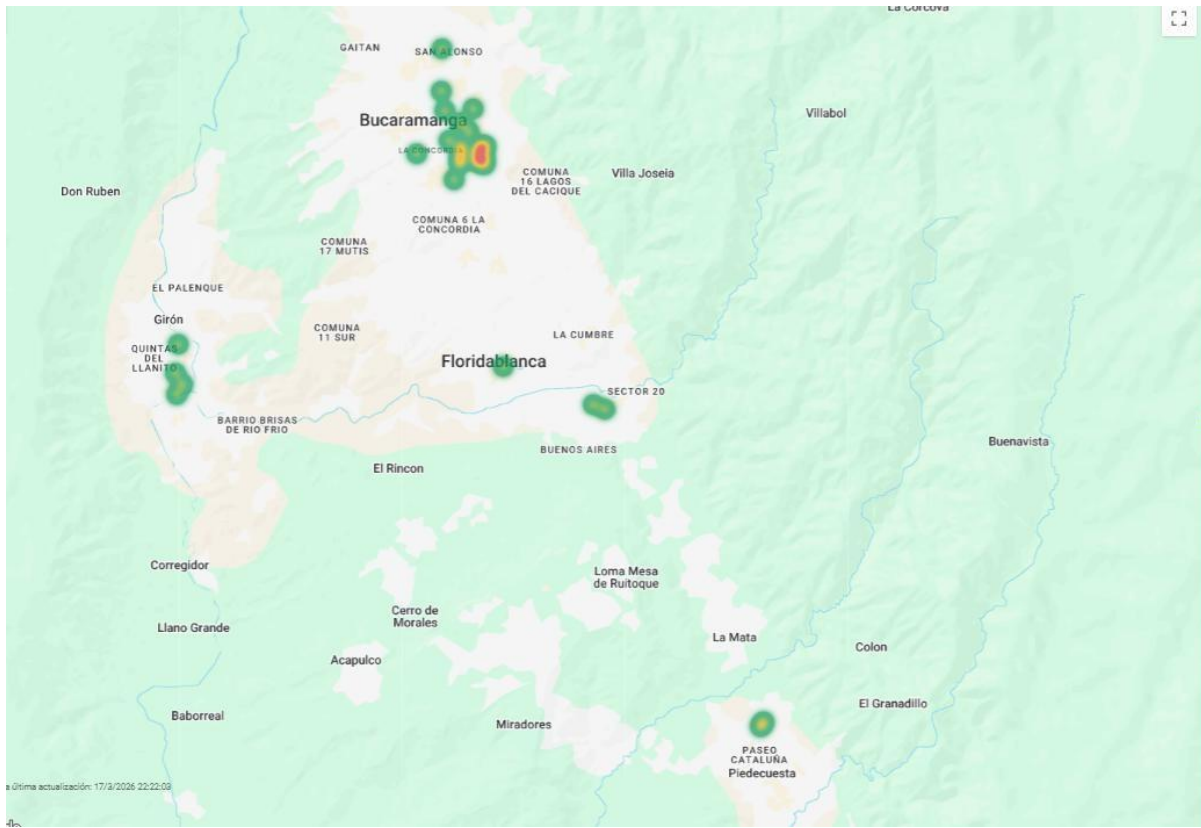 La Corcova
GAITAN
SAN ALONSO
Villabol
Bucaramanga
LA CONCORDIA
COMUNA
16 LAGOS
DEL CACIQUE
Villa Joseia
Don Ruben
COMUNA 6 LA
CONCORDIA
COMUNA
17 MUTIS
EL PALENQUE
Girón
COMUNA
11 SUR
LA CUMBRE
QUINTAS
DEL
LLANITO
Floridablanca
SECTOR 20
BARRIO BRISAS
DE RIO FRIO
BUENOS AIRES
Buenavista
El Rincon
Corregidor
Loma Mesa
de Ruitoque
Cerro de
Morales
Llano Grande
La Mata
Colon
Acapulco
El Granadillo
Baborreal
Miradores
PASEO
CATALUÑA
Piedecuesta
última actualización: 17/3/2026 22:22:03